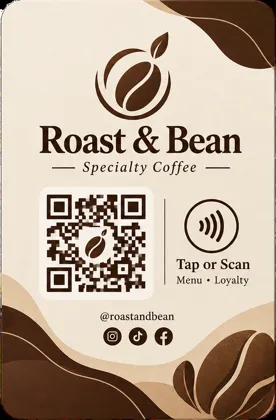 Roast & Bean
Specialty Coffee
Tap or Scan
Menu • Loyalty
@roastandbean